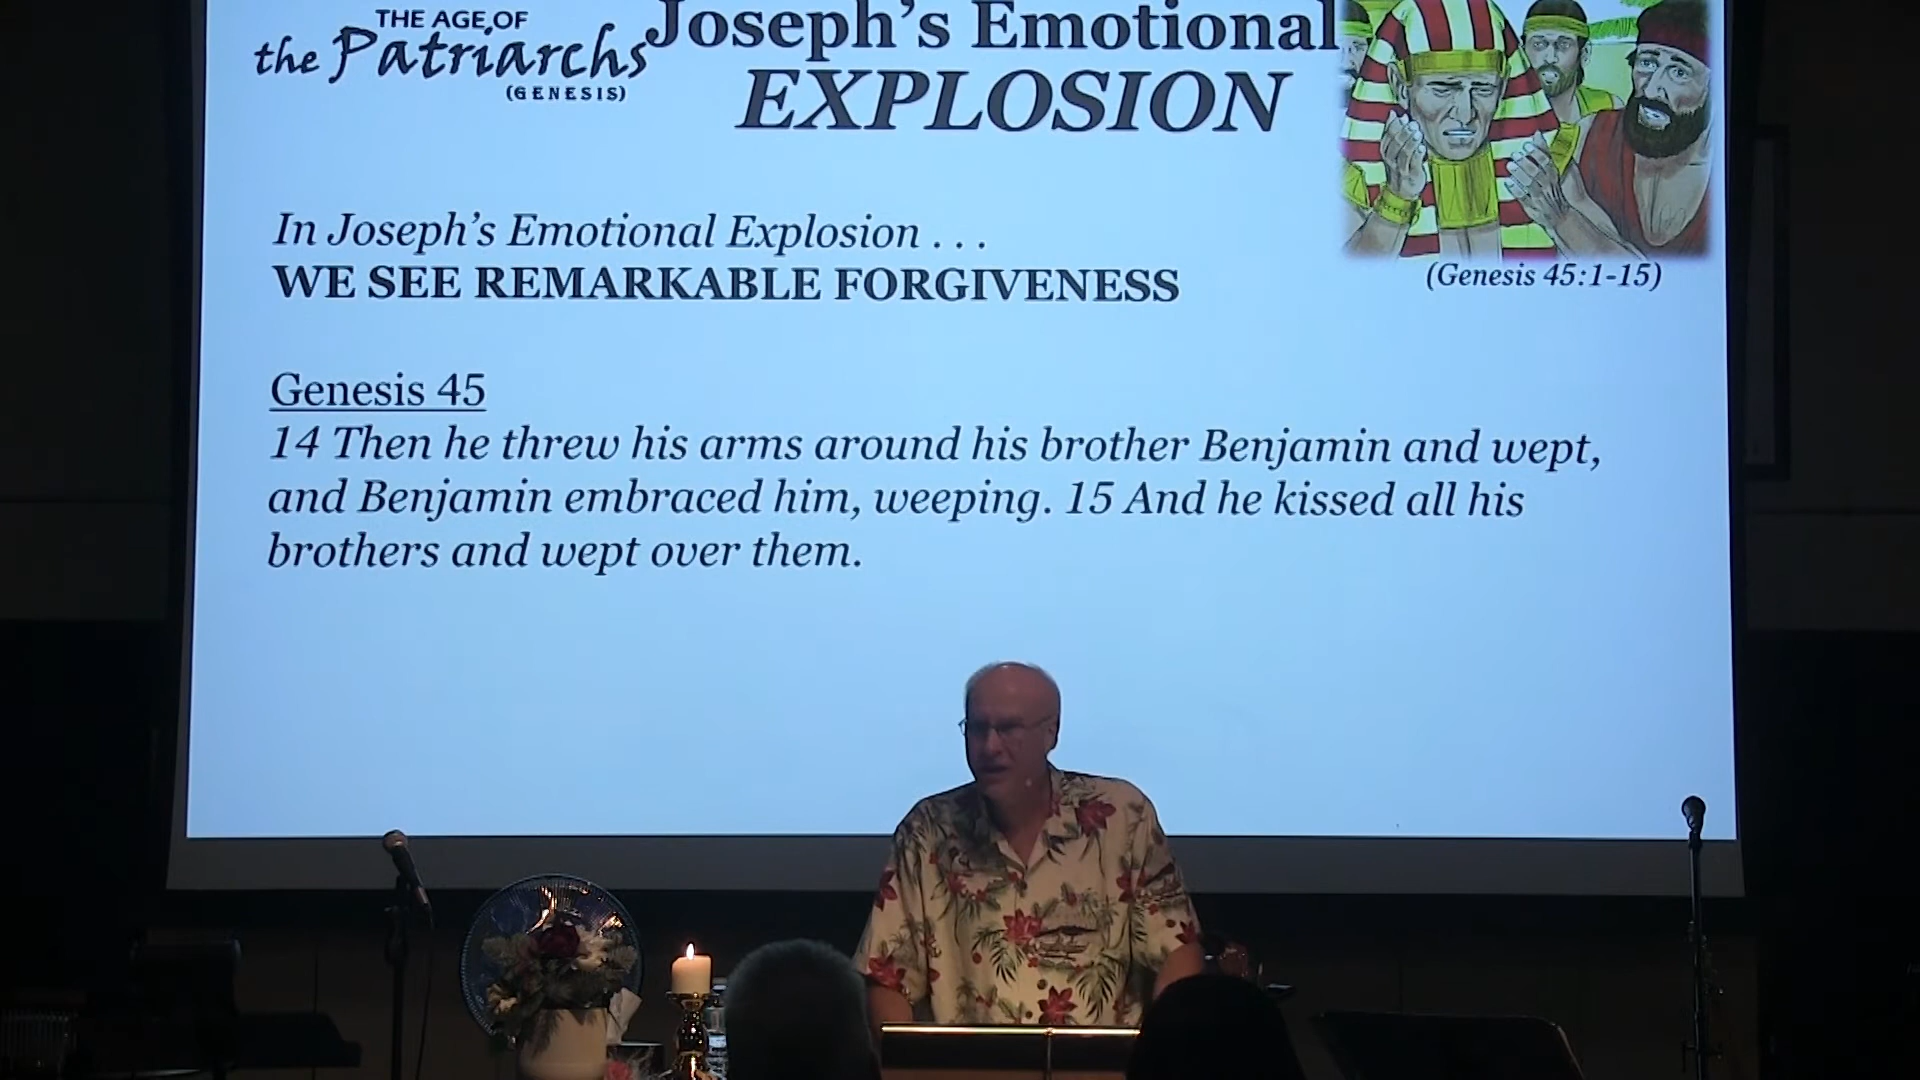 THE AGE OF
the Patriarchs
(GENESIS)
Joseph's Emotional
EXPLOSION
(Genesis 45:1-15)
In Joseph's Emotional Explosion . . .
WE SEE REMARKABLE FORGIVENESS
Genesis 45
14 Then he threw his arms around his brother Benjamin and wept,
and Benjamin embraced him, weeping. 15 And he kissed all his
brothers and wept over them.